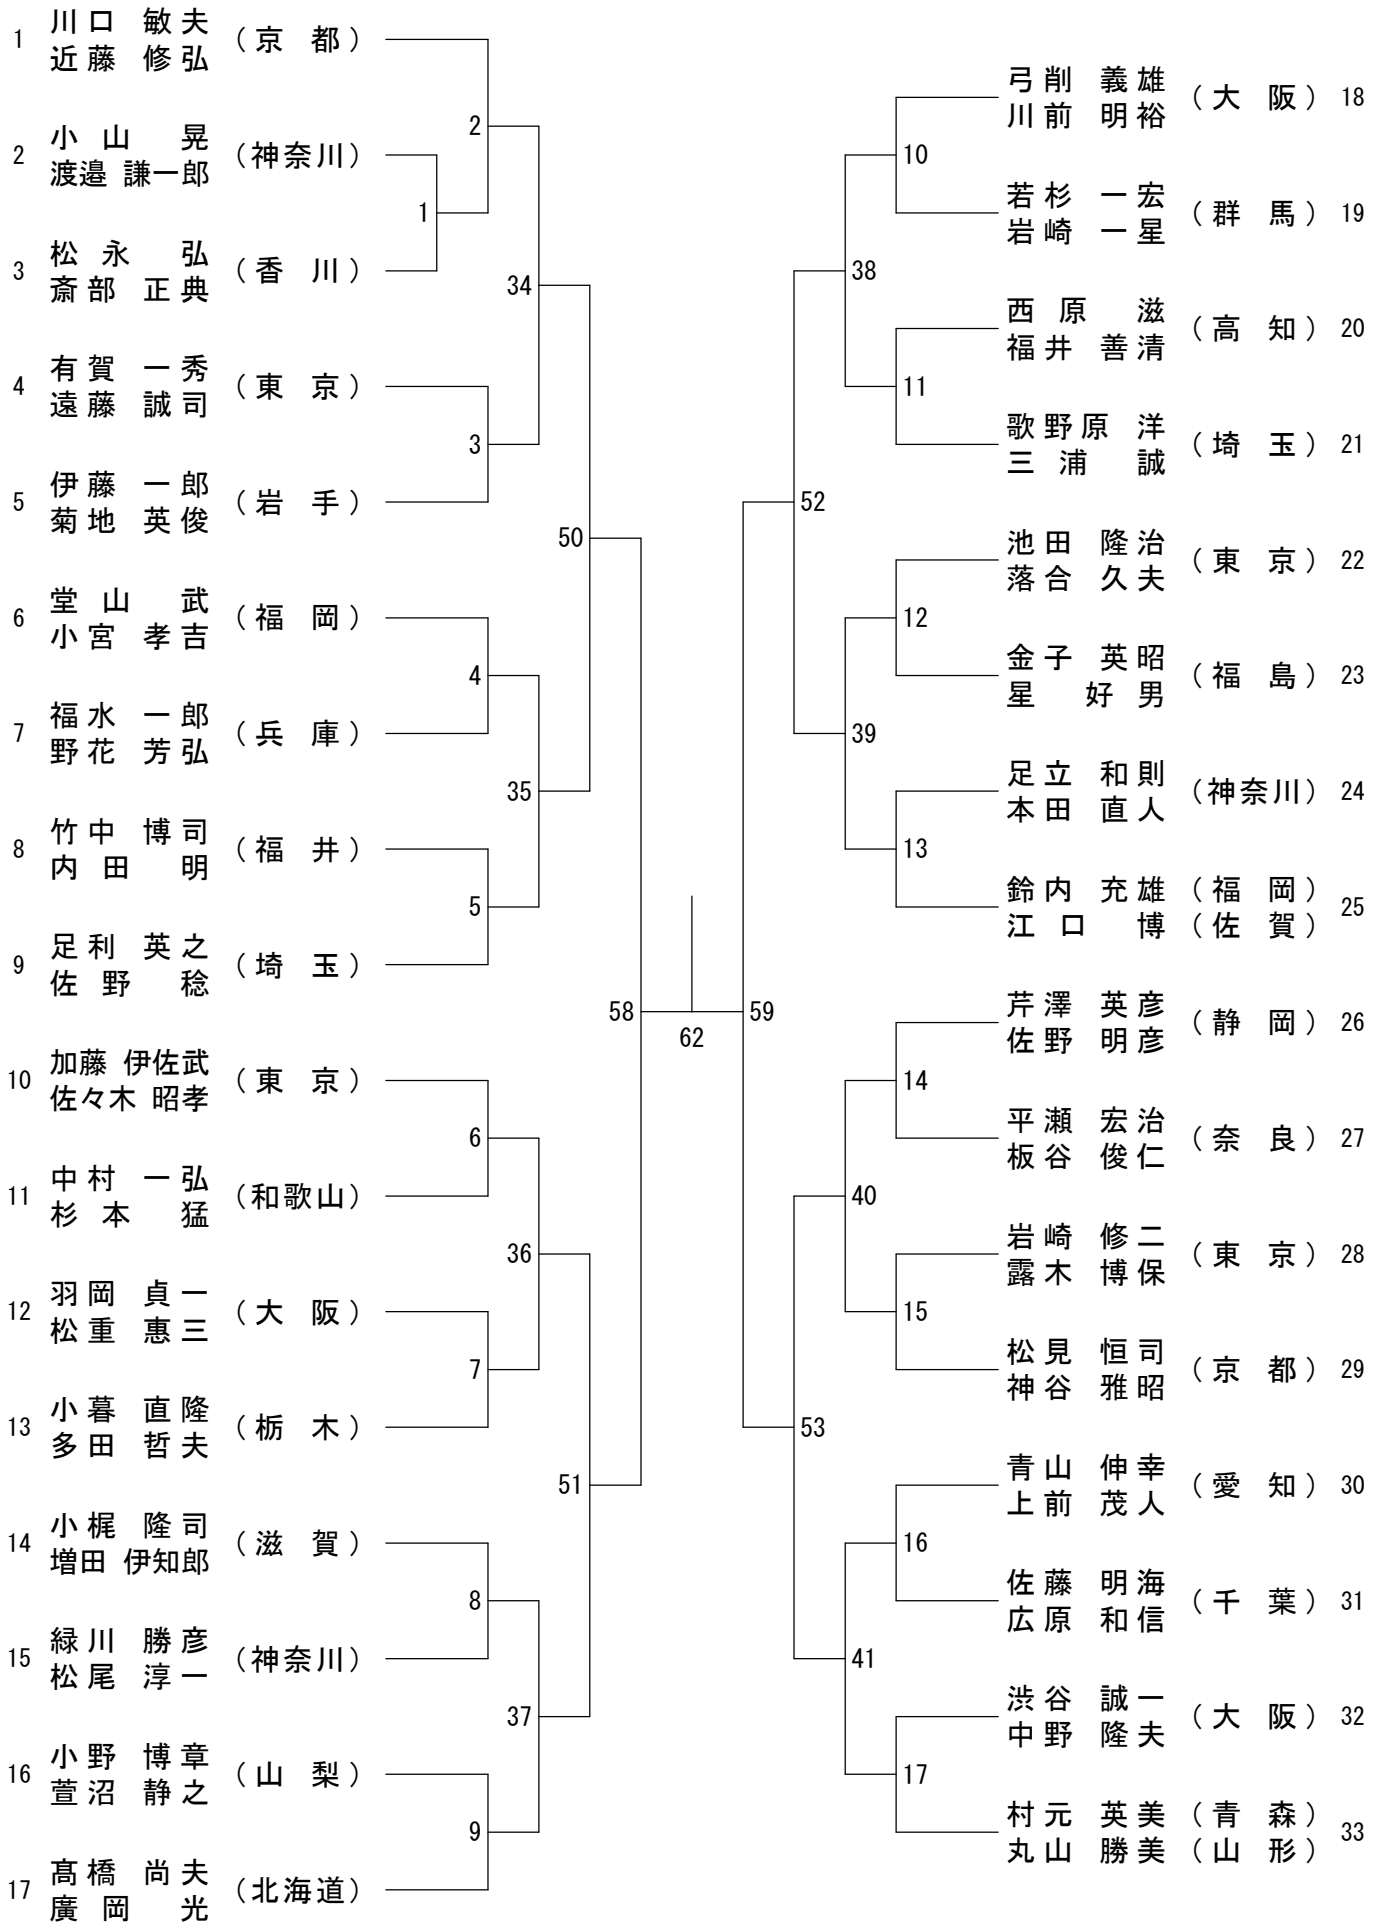 1 川口 敏夫 (京都)
近藤 修弘
2 小山 晃 (神奈川)
渡邉 謙一郎
3 松永 弘 (香川)
斎部 正典
4 有賀 一秀 (東京)
遠藤 誠司
5 伊藤 一郎 (岩手)
菊地 英俊
6 堂山 武 (福岡)
小宮 孝吉
7 福水 一郎 (兵庫)
野花 芳弘
8 竹中 博司 (福井)
内田 明
9 足利 英之 (埼玉)
佐野 稔
10 加藤 伊佐武 (東京)
佐々木 昭孝
11 中村 一弘 (和歌山)
杉本 猛
12 羽岡 貞一 (大阪)
松重 惠三
13 小暮 直隆 (栃木)
多田 哲夫
14 小梶 隆司 (滋賀)
増田 伊知郎
15 緑川 勝彦 (神奈川)
松尾 淳一
16 小野 博章 (山梨)
萱沼 静之
17 髙橋 尚夫 (北海道)
廣岡 光
1
2
3
4
5
6
7
8
9
34
35
36
37
50
51
58
62
59
52
53
38
39
40
41
10
11
12
13
14
15
16
17
弓削 義雄 (大阪) 18
川前 明裕
若杉 一宏 (群馬) 19
岩崎 一星
西原 滋 (高知) 20
福井 善清
歌野原 洋 (埼玉) 21
三浦 誠
池田 隆治 (東京) 22
落合 久夫
金子 英昭 (福島) 23
星 好男
足立 和則 (神奈川) 24
本田 直人
鈴内 充雄 (福岡) 25
江口 博 (佐賀)
芹澤 英彦 (静岡) 26
佐野 明彦
平瀬 宏治 (奈良) 27
板谷 俊仁
岩崎 修二 (東京) 28
露木 博保
松見 恒司 (京都) 29
神谷 雅昭
青山 伸幸 (愛知) 30
上前 茂人
佐藤 明海 (千葉) 31
広原 和信
渋谷 誠一 (大阪) 32
中野 隆夫
村元 英美 (青森) 33
丸山 勝美 (山形)